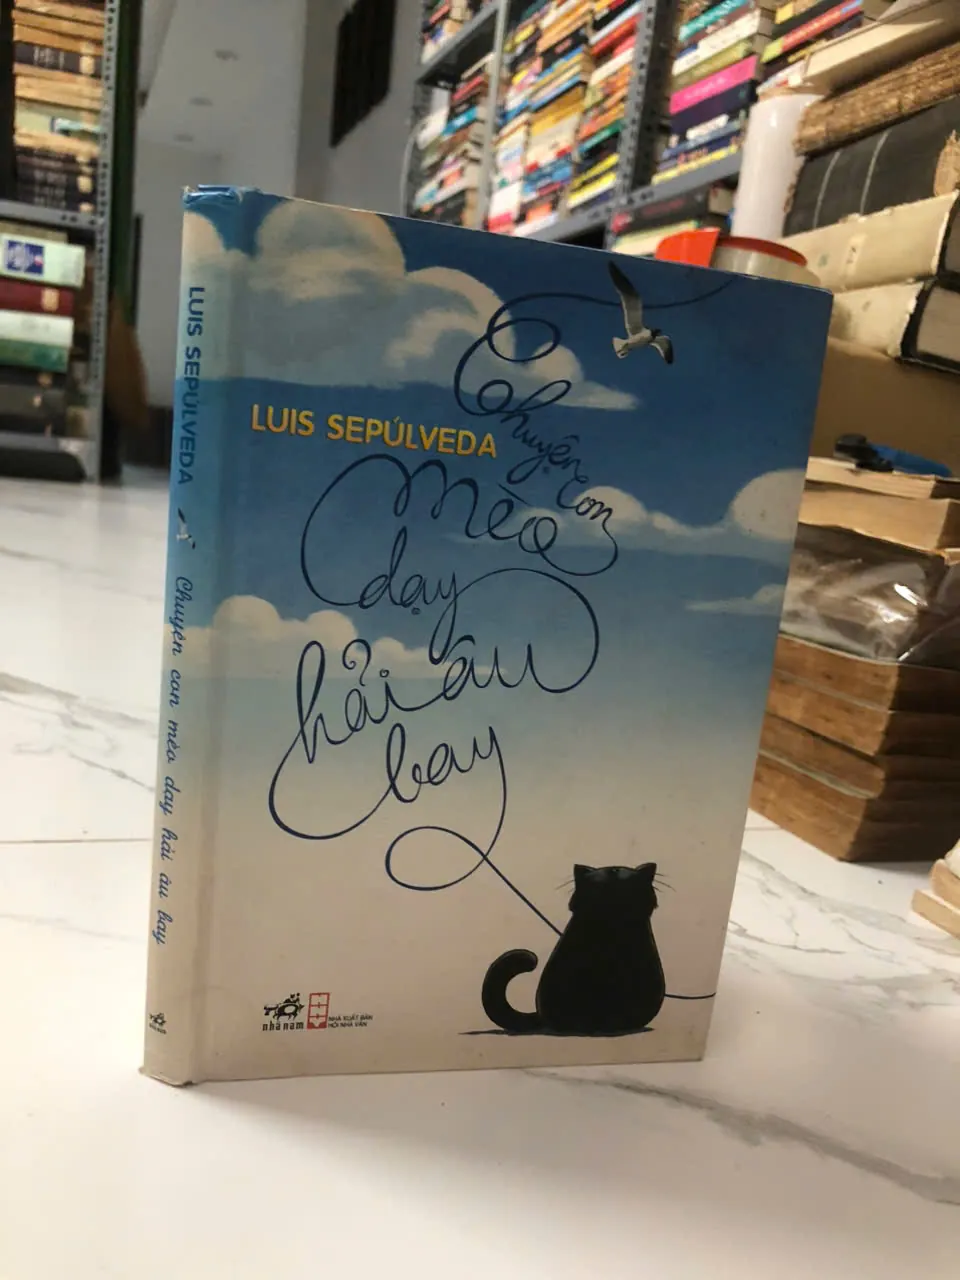 LUIS SEPÚLVEDA
Chuyện con mèo dạy hải âu bay
LUIS SEPÚLVEDA
Chuyện
con
mèo
dạy
hải âu
bay
nhã nam
NHÀ XUẤT BẢN
HỘI NHÀ VĂN